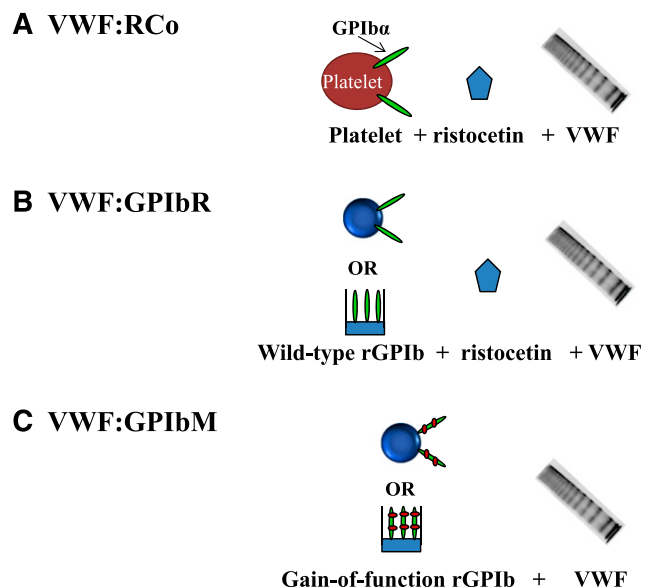 A VWF:RCo
GPIbα
Platelet
Platelet + ristocetin + VWF
B VWF:GPIbR
OR
Wild-type rGPIb + ristocetin + VWF
C VWF:GPIbM
OR
Gain-of-function rGPIb + VWF